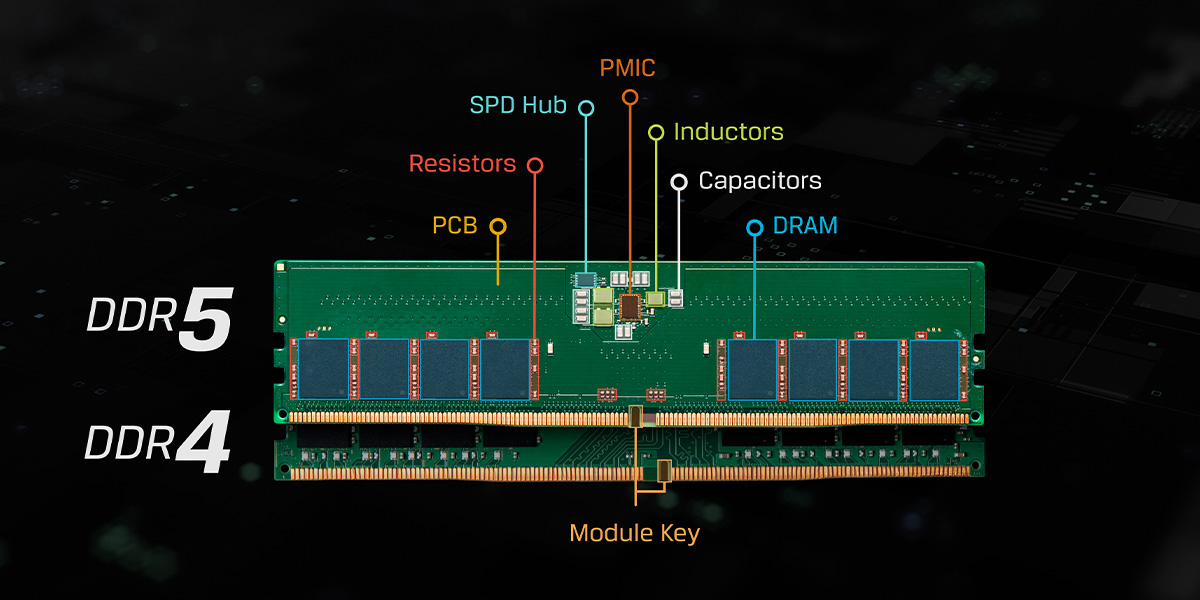 PMIC
SPD Hub
Inductors
Resistors
Capacitors
PCB
DRAM
DDR5
DDR4
Module Key